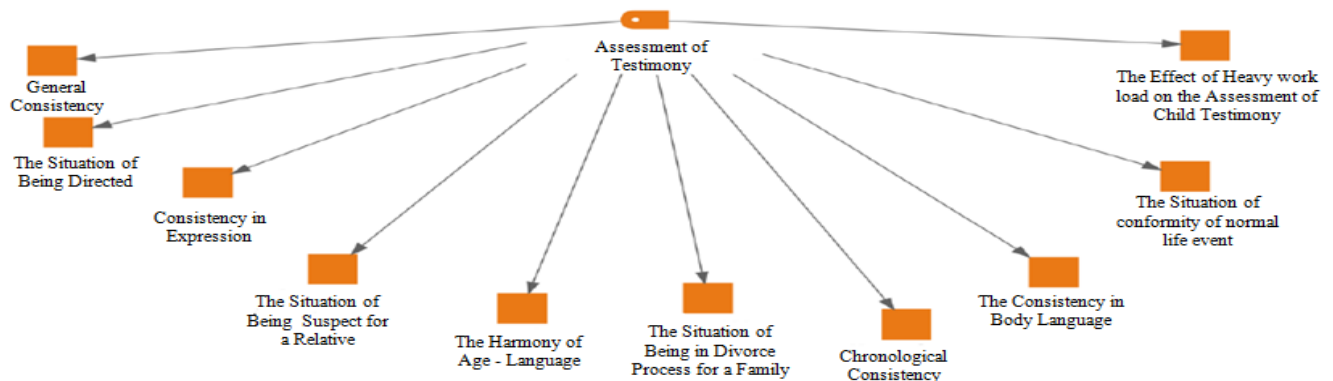 Assessment of
Testimony
General
Consistency
The Situation of
Being Directed
Consistency in
Expression
The Situation of
Being Suspect for
a Relative
The Harmony of
Age - Language
The Situation of
Being in Divorce
Process for a Family
Chronological
Consistency
The Consistency in
Body Language
The Situation of
conformity of normal
life event
The Effect of Heavy work
load on the Assessment of
Child Testimony